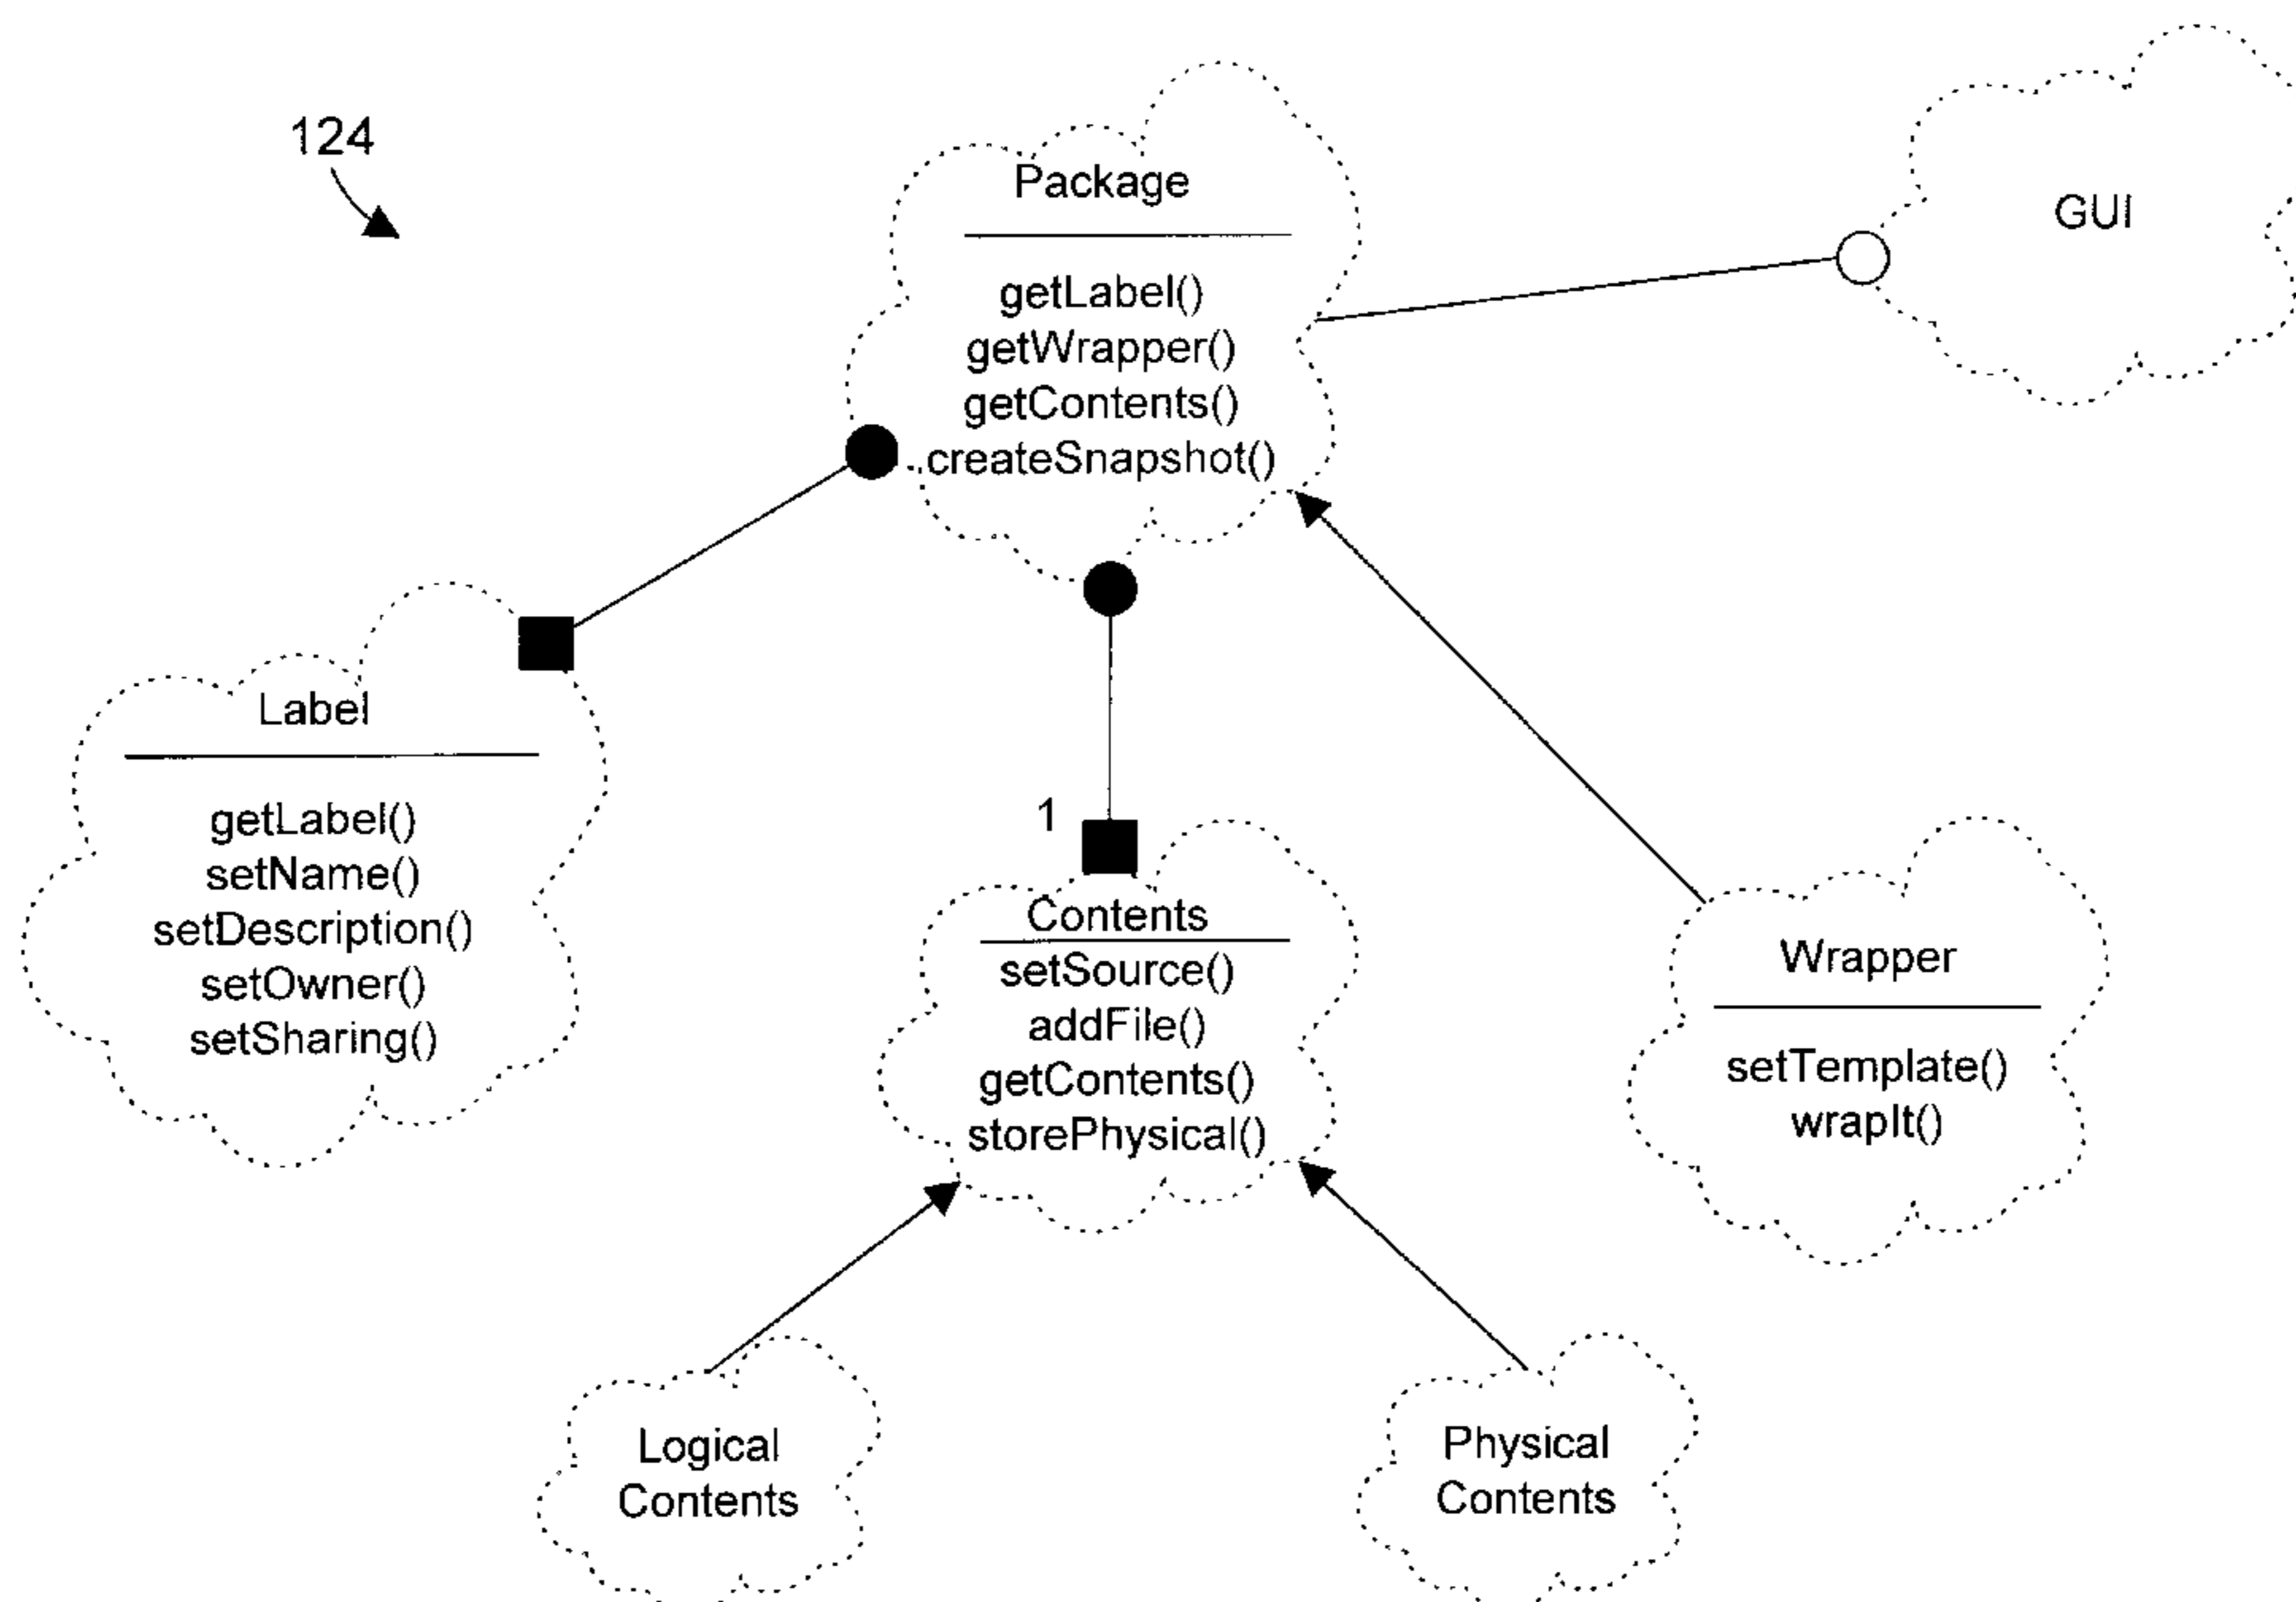 124
Package
getLabel()
getWrapper()
getContents()
createSnapshot()
GUI
Label
getLabel()
setName()
setDescription()
setOwner()
setSharing()
1
Contents
setSource()
addFile()
getContents()
storePhysical()
Wrapper
setTemplate()
wrapIt()
Logical
Contents
Physical
Contents